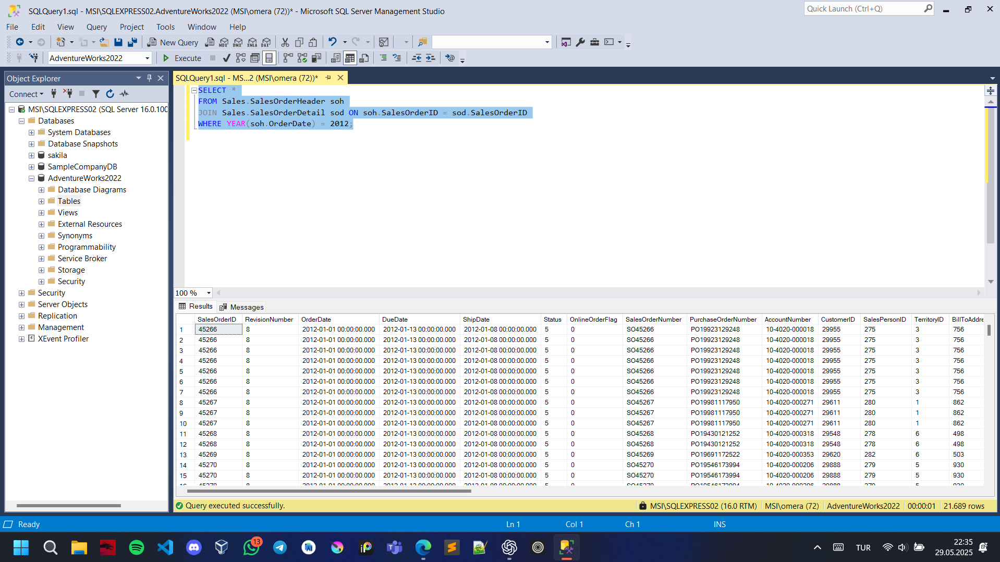 SQLQuery1.sql - MSI\SQLEXPRESS02.AdventureWorks2022 (MSI\omera (72))* - Microsoft SQL Server Management Studio
Quick Launch (Ctrl+Q)
File Edit View Query Project Tools Window Help
New Query MDX DMX XMLA DAX
AdventureWorks2022 Execute
Object Explorer
Connect
MSI\SQLEXPRESS02 (SQL Server 16.0.100
Databases
System Databases
Database Snapshots
sakila
SampleCompanyDB
AdventureWorks2022
Database Diagrams
Tables
Views
External Resources
Synonyms
Programmability
Service Broker
Storage
Security
Security
Server Objects
Replication
Management
XEvent Profiler
SQLQuery1.sql - MS...2 (MSI\omera (72))*
SELECT *
FROM Sales.SalesOrderHeader soh
JOIN Sales.SalesOrderDetail sod ON soh.SalesOrderID = sod.SalesOrderID
WHERE YEAR(soh.OrderDate) = 2012;
100 %
Results Messages
SalesOrderID RevisionNumber OrderDate DueDate ShipDate Status OnlineOrderFlag SalesOrderNumber PurchaseOrderNumber AccountNumber CustomerID SalesPersonID TerritoryID BillToAddre
1 45266 8 2012-01-01 00:00:00.000 2012-01-13 00:00:00.000 2012-01-08 00:00:00.000 5 0 SO45266 PO19923129248 10-4020-000018 29955 275 3 756
2 45266 8 2012-01-01 00:00:00.000 2012-01-13 00:00:00.000 2012-01-08 00:00:00.000 5 0 SO45266 PO19923129248 10-4020-000018 29955 275 3 756
3 45266 8 2012-01-01 00:00:00.000 2012-01-13 00:00:00.000 2012-01-08 00:00:00.000 5 0 SO45266 PO19923129248 10-4020-000018 29955 275 3 756
4 45266 8 2012-01-01 00:00:00.000 2012-01-13 00:00:00.000 2012-01-08 00:00:00.000 5 0 SO45266 PO19923129248 10-4020-000018 29955 275 3 756
5 45266 8 2012-01-01 00:00:00.000 2012-01-13 00:00:00.000 2012-01-08 00:00:00.000 5 0 SO45266 PO19923129248 10-4020-000018 29955 275 3 756
6 45266 8 2012-01-01 00:00:00.000 2012-01-13 00:00:00.000 2012-01-08 00:00:00.000 5 0 SO45266 PO19923129248 10-4020-000018 29955 275 3 756
7 45266 8 2012-01-01 00:00:00.000 2012-01-13 00:00:00.000 2012-01-08 00:00:00.000 5 0 SO45266 PO19923129248 10-4020-000018 29955 275 3 756
8 45267 8 2012-01-01 00:00:00.000 2012-01-13 00:00:00.000 2012-01-08 00:00:00.000 5 0 SO45267 PO19981117950 10-4020-000271 29611 280 1 862
9 45267 8 2012-01-01 00:00:00.000 2012-01-13 00:00:00.000 2012-01-08 00:00:00.000 5 0 SO45267 PO19981117950 10-4020-000271 29611 280 1 862
10 45267 8 2012-01-01 00:00:00.000 2012-01-13 00:00:00.000 2012-01-08 00:00:00.000 5 0 SO45267 PO19981117950 10-4020-000271 29611 280 1 862
11 45268 8 2012-01-01 00:00:00.000 2012-01-13 00:00:00.000 2012-01-08 00:00:00.000 5 0 SO45268 PO19430121252 10-4020-000318 29548 278 6 498
12 45268 8 2012-01-01 00:00:00.000 2012-01-13 00:00:00.000 2012-01-08 00:00:00.000 5 0 SO45268 PO19430121252 10-4020-000318 29548 278 6 498
13 45269 8 2012-01-01 00:00:00.000 2012-01-13 00:00:00.000 2012-01-08 00:00:00.000 5 0 SO45269 PO19691172522 10-4020-000353 29620 282 6 503
14 45270 8 2012-01-01 00:00:00.000 2012-01-13 00:00:00.000 2012-01-08 00:00:00.000 5 0 SO45270 PO19546173994 10-4020-000206 29888 279 5 930
15 45270 8 2012-01-01 00:00:00.000 2012-01-13 00:00:00.000 2012-01-08 00:00:00.000 5 0 SO45270 PO19546173994 10-4020-000206 29888 279 5 930
Query executed successfully. MSI\SQLEXPRESS02 (16.0 RTM) MSI\omera (72) AdventureWorks2022 00:00:01 21.689 rows
Ready Ln 1 Col 1 Ch 1 INS
13 TUR 22:35
29.05.2025